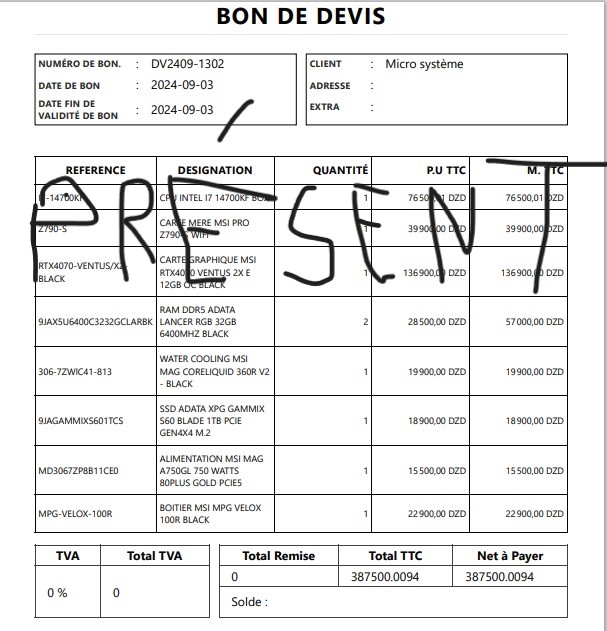 BON DE DEVIS
NUMÉRO DE BON. : DV2409-1302
DATE DE BON : 2024-09-03
DATE FIN DE
VALIDITÉ DE BON : 2024-09-03
CLIENT : Micro système
ADRESSE :
EXTRA :
PRÉSENT
REFERENCE DESIGNATION QUANTITÉ P.U TTC M. TTC
I7-14700KF CPU INTEL I7 14700KF BOX 1 76500,01 DZD 76500,01 DZD
Z790-S CARTE MERE MSI PRO
Z790-S WIFI 1 39900,00 DZD 39900,00 DZD
RTX4070-VENTUS/X2E
BLACK CARTE GRAPHIQUE MSI
RTX4070 VENTUS 2X E
12GB OC BLACK 1 136900,00 DZD 136900,00 DZD
9JAX5U6400C3232GCLARBK RAM DDR5 ADATA
LANCER RGB 32GB
6400MHZ BLACK 2 28500,00 DZD 57000,00 DZD
306-7ZWIC41-813 WATER COOLING MSI
MAG CORELIQUID 360R V2
- BLACK 1 19900,00 DZD 19900,00 DZD
9JAGAMMIXS601TCS SSD ADATA XPG GAMMIX
S60 BLADE 1TB PCIE
GEN4X4 M.2 1 18900,00 DZD 18900,00 DZD
MD3067ZP8B11CE0 ALIMENTATION MSI MAG
A750GL 750 WATTS
80PLUS GOLD PCIE5 1 15500,00 DZD 15500,00 DZD
MPG-VELOX-100R BOITIER MSI MPG VELOX
100R BLACK 1 22900,00 DZD 22900,00 DZD
TVA Total TVA
0 % 0
Total Remise Total TTC Net à Payer
0 387500.0094 387500.0094
Solde :